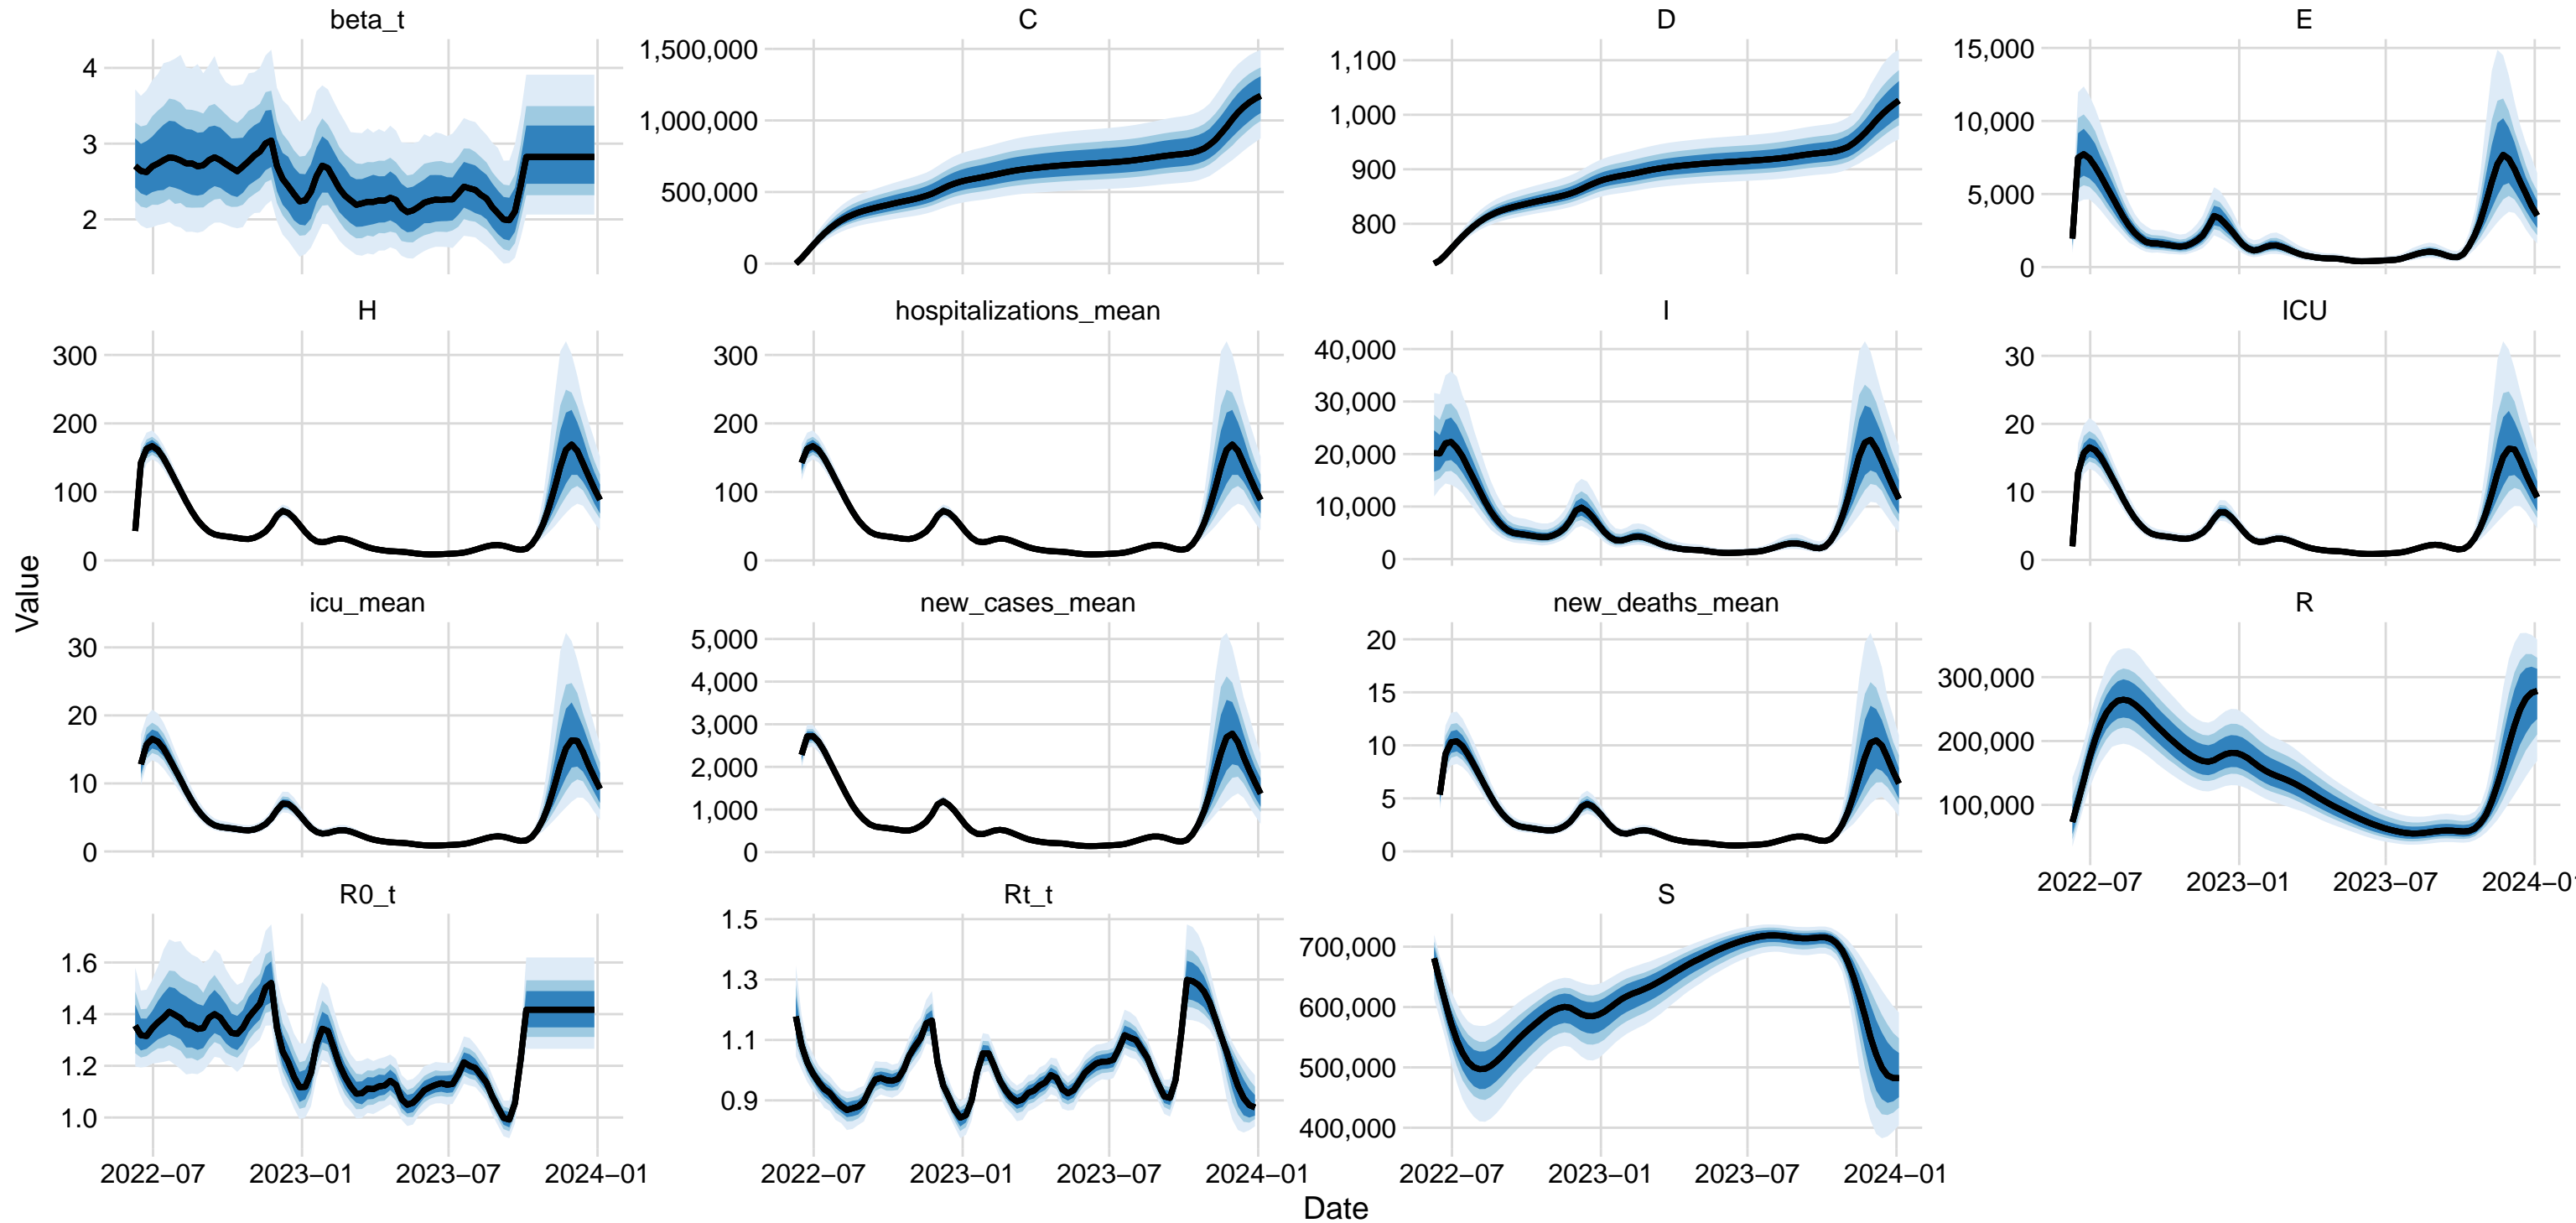 beta_t
C
D
E
4
3
2
1,500,000
1,000,000
500,000
0
1,100
1,000
900
800
15,000
10,000
5,000
0
H
hospitalizations_mean
I
ICU
300
200
100
0
300
200
100
0
40,000
30,000
20,000
10,000
0
30
20
10
0
Value
icu_mean
new_cases_mean
new_deaths_mean
R
30
20
10
0
5,000
4,000
3,000
2,000
1,000
0
20
15
10
5
0
300,000
200,000
100,000
2022−07 2023−01 2023−07 2024−01
R0_t
Rt_t
S
1.6
1.4
1.2
1.0
1.5
1.3
1.1
0.9
700,000
600,000
500,000
400,000
2022−07 2023−01 2023−07 2024−01
2022−07 2023−01 2023−07 2024−01
2022−07 2023−01 2023−07 2024−01
Date